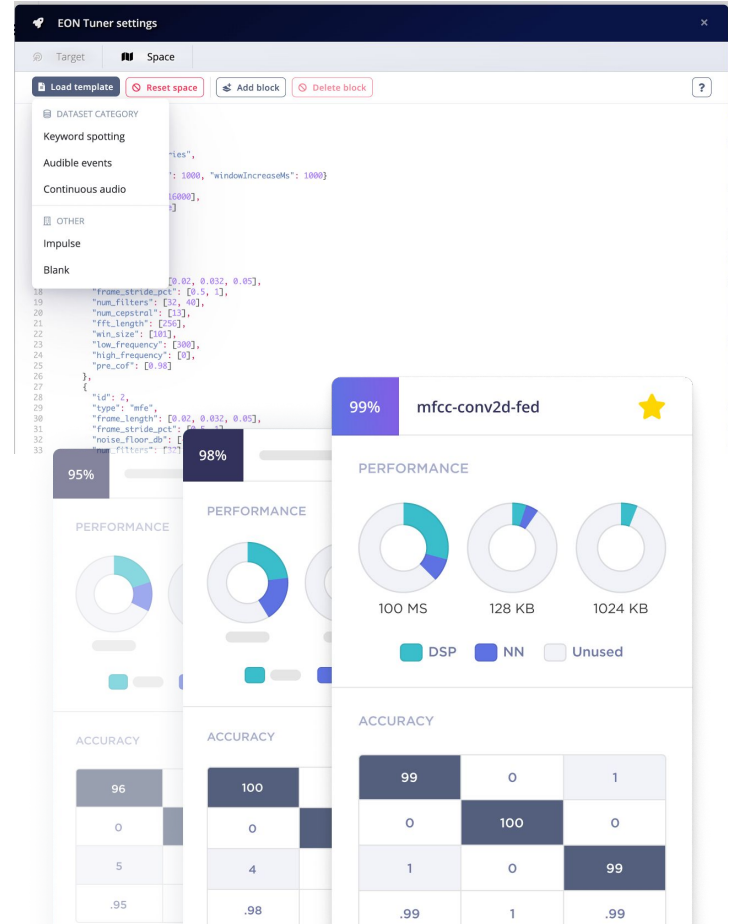 EON Tuner settings ×
Target Space
Load template Reset space Add block Delete block ?
DATASET CATEGORY
Keyword spotting
ries",
Audible events
": 1000, "windowIncreaseMs": 1000}
Continuous audio
16000],
]
OTHER
Impulse
Blank
[0.02, 0.032, 0.05],
18 "frame_stride_pct": [0.5, 1],
19 "num_filters": [32, 40],
20 "num_cepstral": [13],
21 "fft_length": [256],
22 "win_size": [101],
23 "low_frequency": [300],
24 "high_frequency": [0],
25 "pre_cof": [0.98]
26 },
27 {
28 "id": 2,
29 "type": "mfe",
30 "frame_length": [0.02, 0.032, 0.05],
31 "frame_stride_pct": [0.5, 1],
32 "noise_floor_db": [
33 "num_filters": [32]
99% mfcc-conv2d-fed
PERFORMANCE
100 MS 128 KB 1024 KB
DSP NN Unused
ACCURACY
99 0 1
0 100 0
1 0 99
.99 1 .99
98%
PERFORMANCE
ACCURACY
100
0
4
.98
95%
PERFORMANCE
ACCURACY
96
0
5
.95